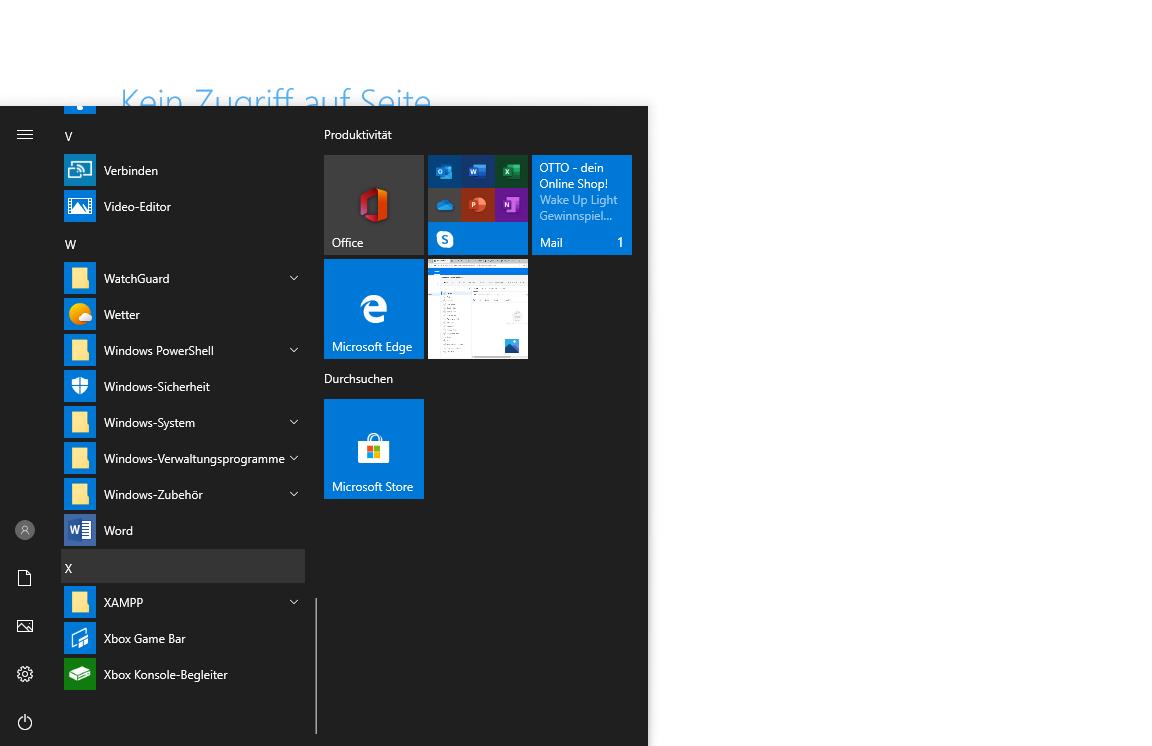 Kein Zugriff auf Seite
V
Verbinden
Video-Editor
W
WatchGuard
Wetter
Windows PowerShell
Windows-Sicherheit
Windows-System
Windows-Verwaltungsprogramme
Windows-Zubehör
Word
X
XAMPP
Xbox Game Bar
Xbox Konsole-Begleiter
Produktivität
Office
OTTO - dein
Online Shop!
Wake Up Light
Gewinnspiel...
Mail 1
Microsoft Edge
Durchsuchen
Microsoft Store